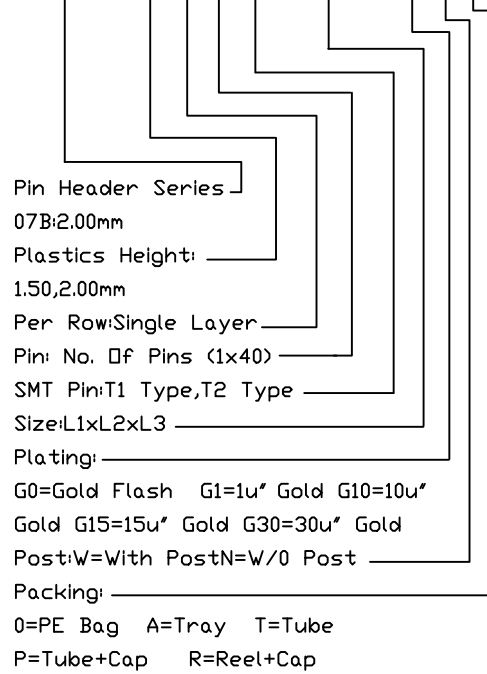 Pin Header Series
07B:2.00mm
Plastics Height:
1.50,2.00mm
Per Row:Single Layer
Pin: No. Of Pins (1x40)
SMT Pin:T1 Type,T2 Type
Size:L1xL2xL3
Plating:
G0=Gold Flash G1=1u" Gold G10=10u"
Gold G15=15u" Gold G30=30u" Gold
Post:W=With PostN=W/O Post
Packing:
0=PE Bag A=Tray T=Tube
P=Tube+Cap R=Reel+Cap